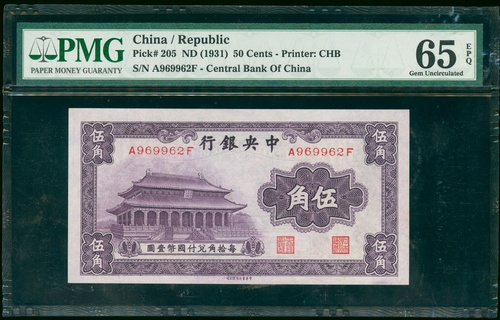 PMG
PAPER MONEY GUARANTY
China / Republic
Pick# 205 ND (1931) 50 Cents - Printer: CHB
S/N A969962F - Central Bank Of China
65 EPQ
Gem Uncirculated
伍角
伍角
行銀央中
A969962F
A969962F
角伍
圓壹幣國付兌角拾每
伍角
伍角